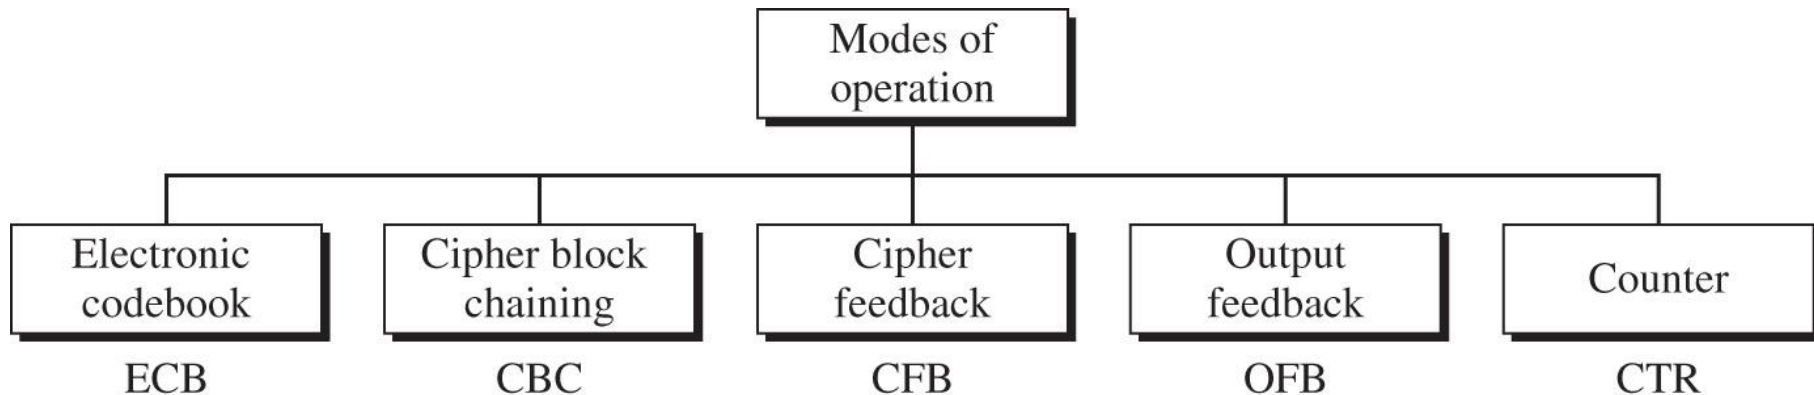 Modes of
operation
Electronic
codebook
Cipher block
chaining
Cipher
feedback
Output
feedback
Counter
ECB
CBC
CFB
OFB
CTR